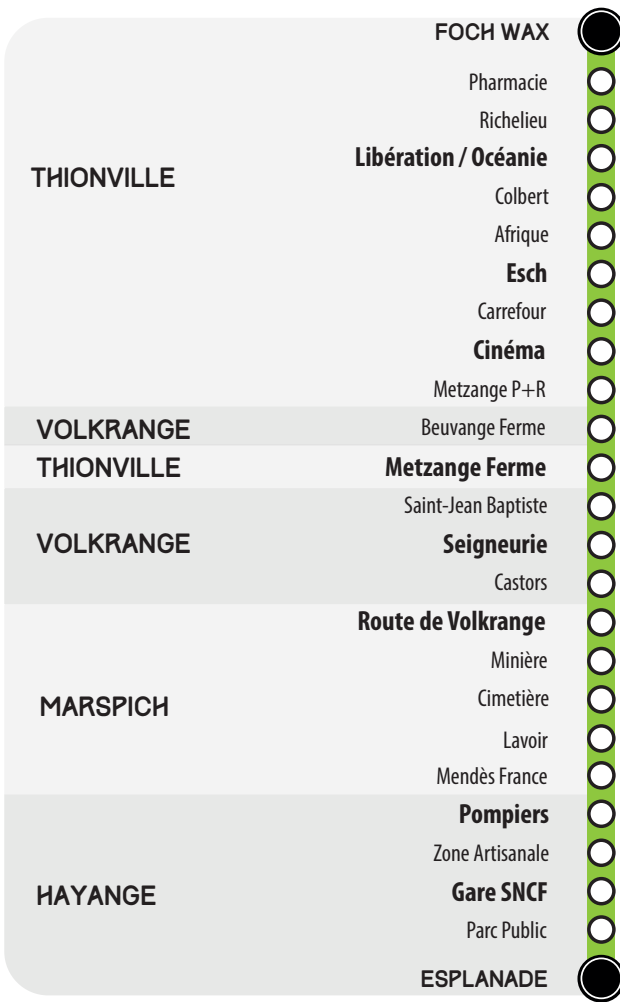 FOCH WAX
Pharmacie
Richelieu
Libération / Océanie
THIONVILLE
Colbert
Afrique
Esch
Carrefour
Cinéma
Metzange P+R
VOLKRANGE
Beuvange Ferme
THIONVILLE
Metzange Ferme
Saint-Jean Baptiste
VOLKRANGE
Seigneurie
Castors
Route de Volkrange
Minière
MARSPICH
Cimetière
Lavoir
Mendès France
Pompiers
Zone Artisanale
HAYANGE
Gare SNCF
Parc Public
ESPLANADE